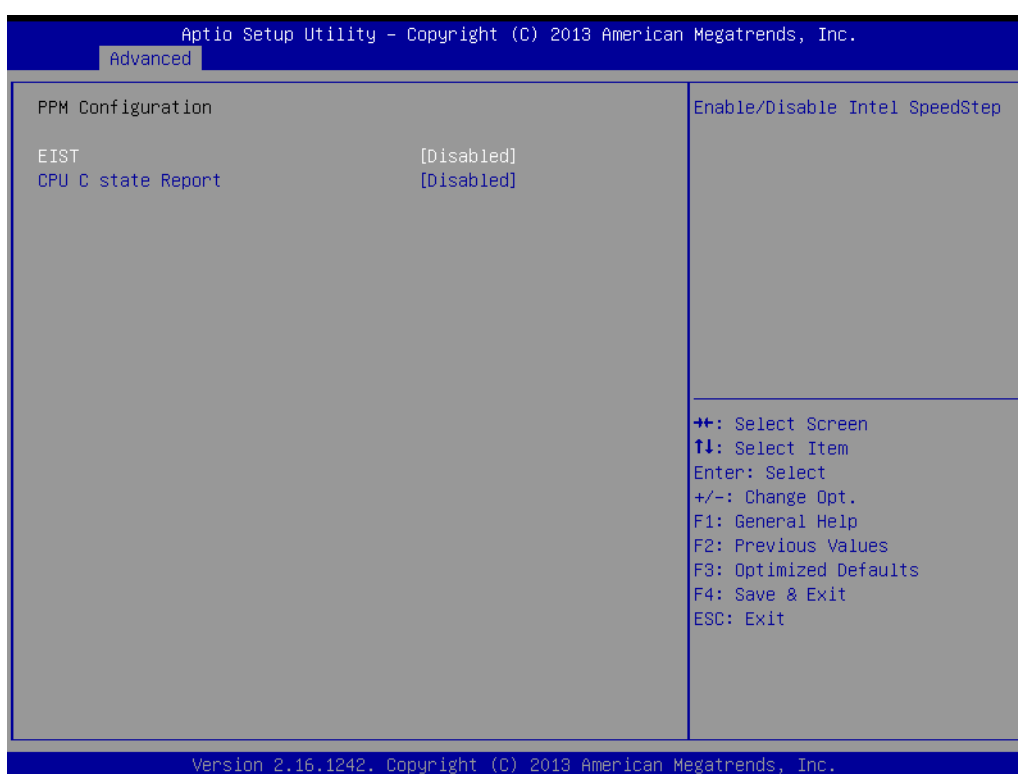 Aptio Setup Utility – Copyright (C) 2013 American Megatrends, Inc.
Advanced
PPM Configuration
EIST [Disabled]
CPU C state Report [Disabled]
Enable/Disable Intel SpeedStep
→←: Select Screen
↑↓: Select Item
Enter: Select
+/-: Change Opt.
F1: General Help
F2: Previous Values
F3: Optimized Defaults
F4: Save & Exit
ESC: Exit
Version 2.16.1242. Copyright (C) 2013 American Megatrends, Inc.